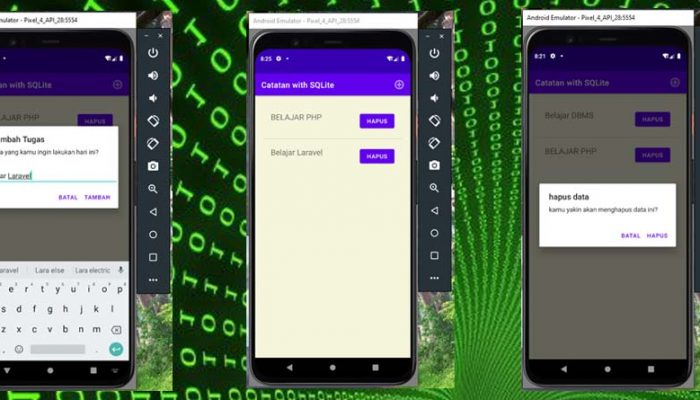 Emulator - Pixel_4_API_28:5554
Catatan with SQLite
BELAJAR PHP
HAPUS
mbah Tugas
a yang kamu ingin lakukan hari ini?
ar Laravel
BATAL TAMBAH
aravel Lara else Lara electric
e r t y u i o p
s d f g h j k l
x c v b n m
Android Emulator - Pixel_4_API_28:5554
8:25
Catatan with SQLite
BELAJAR PHP
HAPUS
Belajar Laravel
HAPUS
Android Emulator - Pixel_4_API_28:5554
8:21
Catatan with SQLite
Belajar DBMS
HAPUS
BELAJAR PHP
HAPUS
hapus data
kamu yakin akan menghapus data ini?
BATAL HAPUS